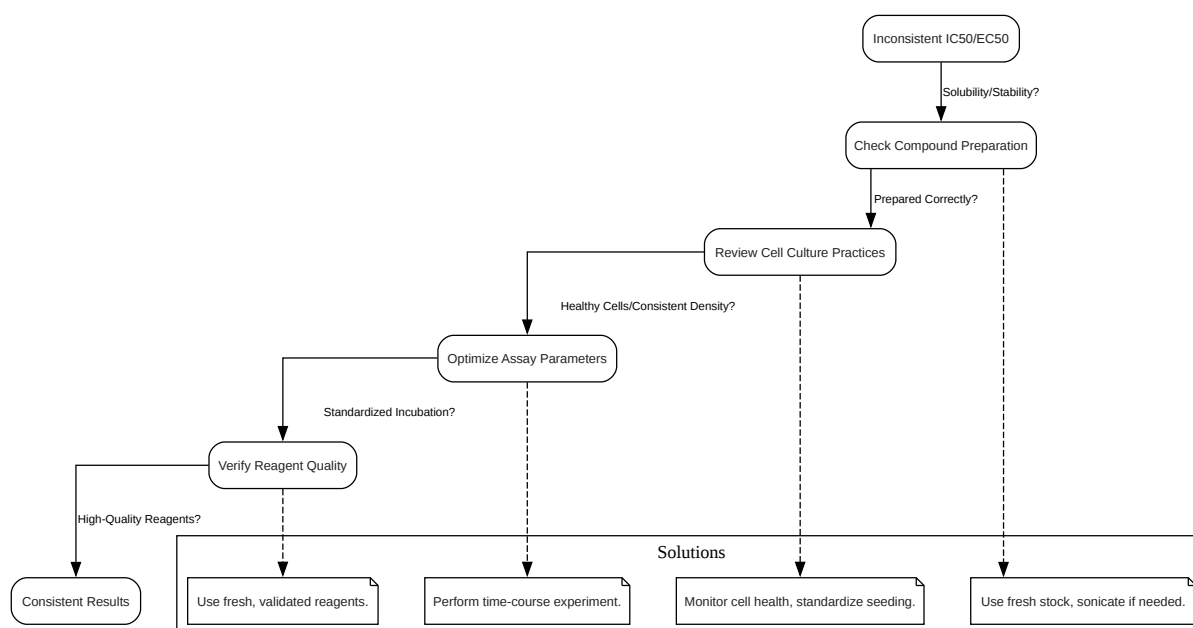 Inconsistent IC50/EC50
Solubility/Stability?
Check Compound Preparation
Prepared Correctly?
Review Cell Culture Practices
Healthy Cells/Consistent Density?
Optimize Assay Parameters
Standardized Incubation?
Verify Reagent Quality
High-Quality Reagents?
Solutions
Consistent Results
Use fresh, validated reagents.
Perform time-course experiment.
Monitor cell health, standardize seeding.
Use fresh stock, sonicate if needed.